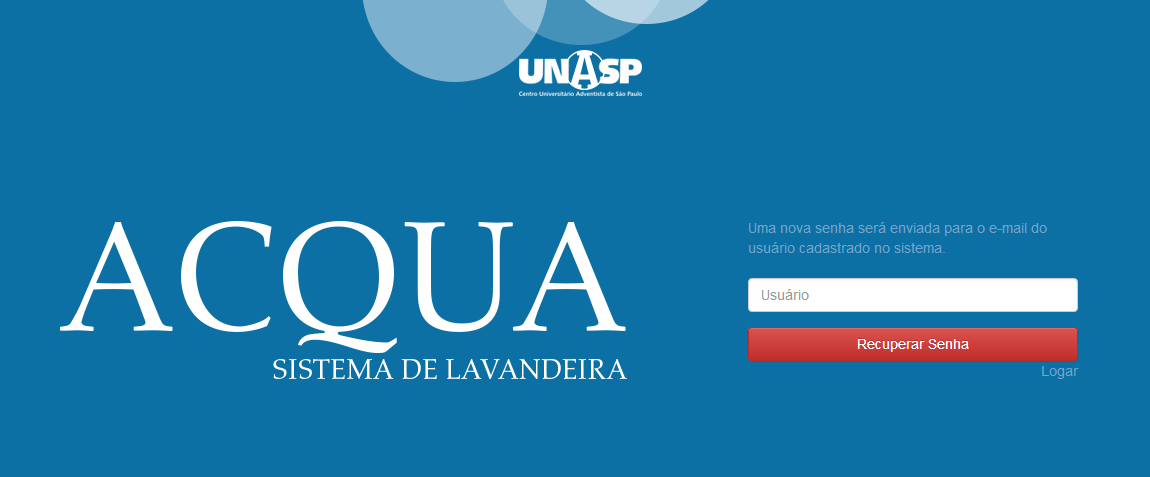 UNASP
Centro Universitário Adventista de São Paulo
ACQUA
SISTEMA DE LAVANDEIRA
Uma nova senha será enviada para o e-mail do
usuário cadastrado no sistema.
Usuário
Recuperar Senha
Logar